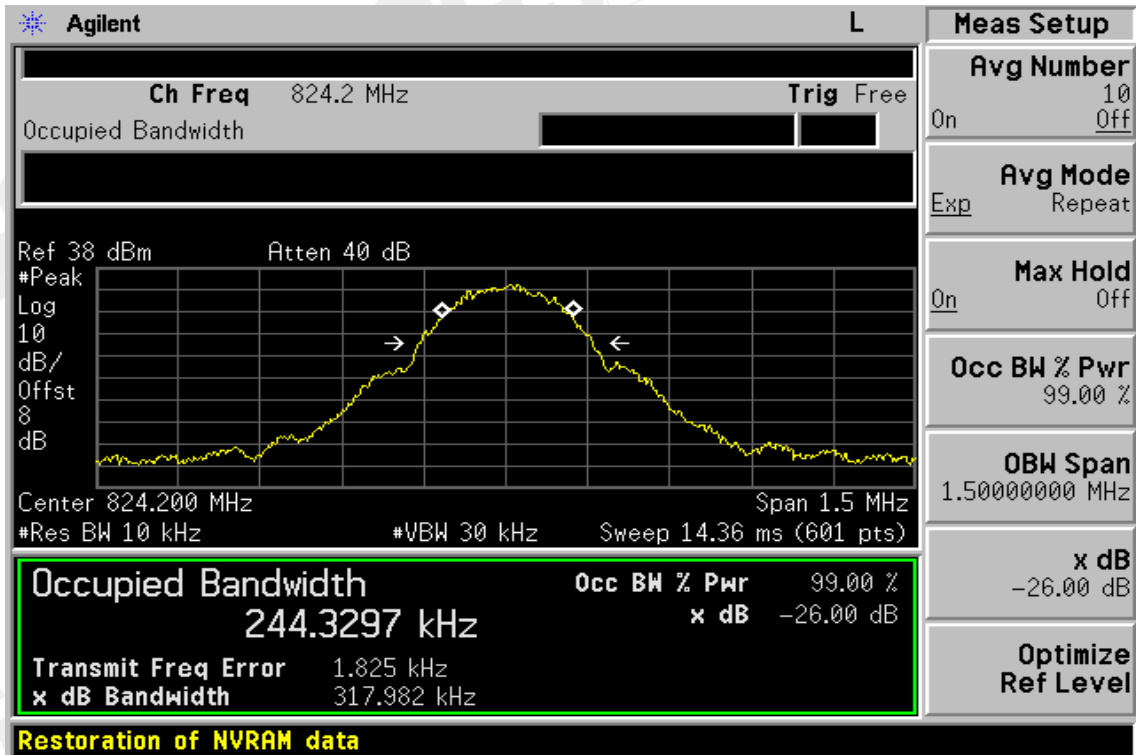 Agilent L
Ch Freq 824.2 MHz Trig Free
Occupied Bandwidth
Ref 38 dBm Atten 40 dB
#Peak
Log
10
dB/
Offst
8
dB
Center 824.200 MHz Span 1.5 MHz
#Res BW 10 kHz #VBW 30 kHz Sweep 14.36 ms (601 pts)
Occupied Bandwidth Occ BW % Pwr 99.00 %
244.3297 kHz x dB -26.00 dB
Transmit Freq Error 1.825 kHz
x dB Bandwidth 317.982 kHz
Restoration of NVRAM data
Meas Setup
Avg Number
10
On Off
Avg Mode
Exp Repeat
Max Hold
On Off
Occ BW % Pwr
99.00 %
OBW Span
1.50000000 MHz
x dB
-26.00 dB
Optimize
Ref Level